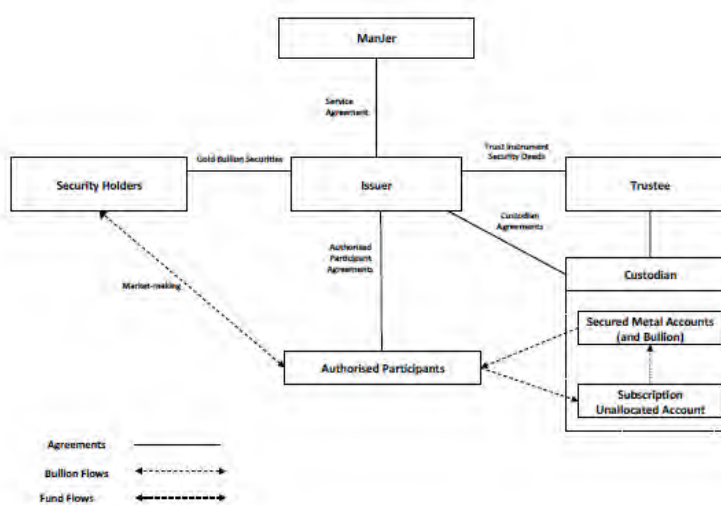 ManJer
Service
Agreement
Gold Bullion Securities
Trust Instrument
Security Deeds
Security Holders
Issuer
Trustee
Custodian
Agreements
Authorised
Participant
Agreements
Custodian
Market-making
Secured Metal Accounts
(and Bullion)
Authorised Participants
Subscription
Unallocated Account
Agreements
Bullion Flows
Fund Flows